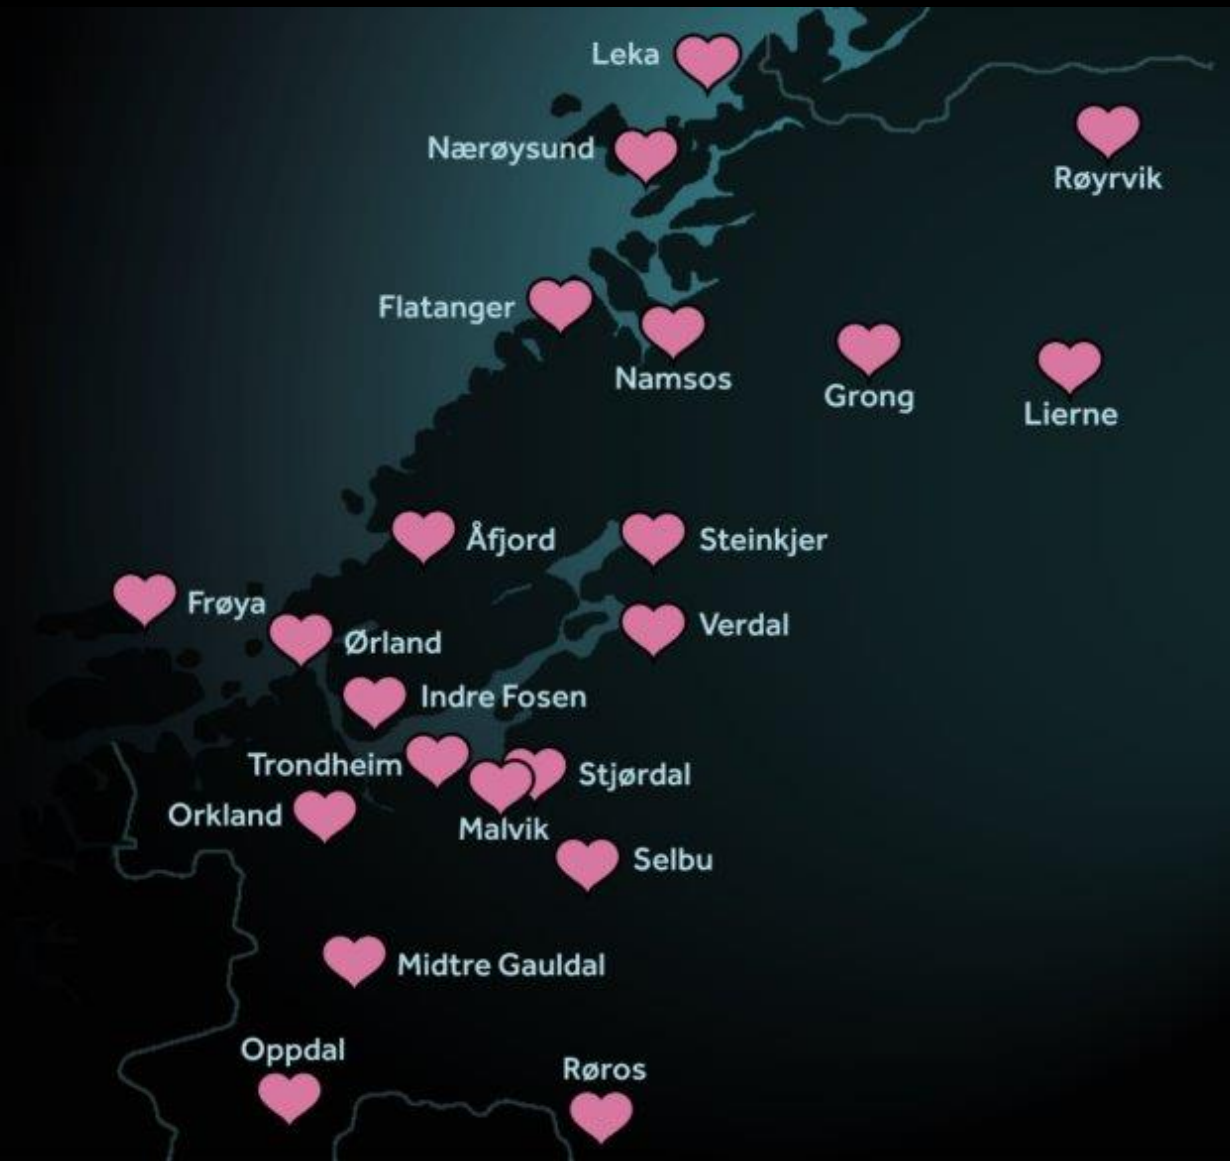 Leka
Nærøysund
Røyrvik
Flatanger
Namsos
Grong
Lierne
Åfjord
Steinkjer
Frøya
Ørland
Verdal
Indre Fosen
Trondheim
Stjørdal
Orkland
Malvik
Selbu
Midtre Gauldal
Oppdal
Røros